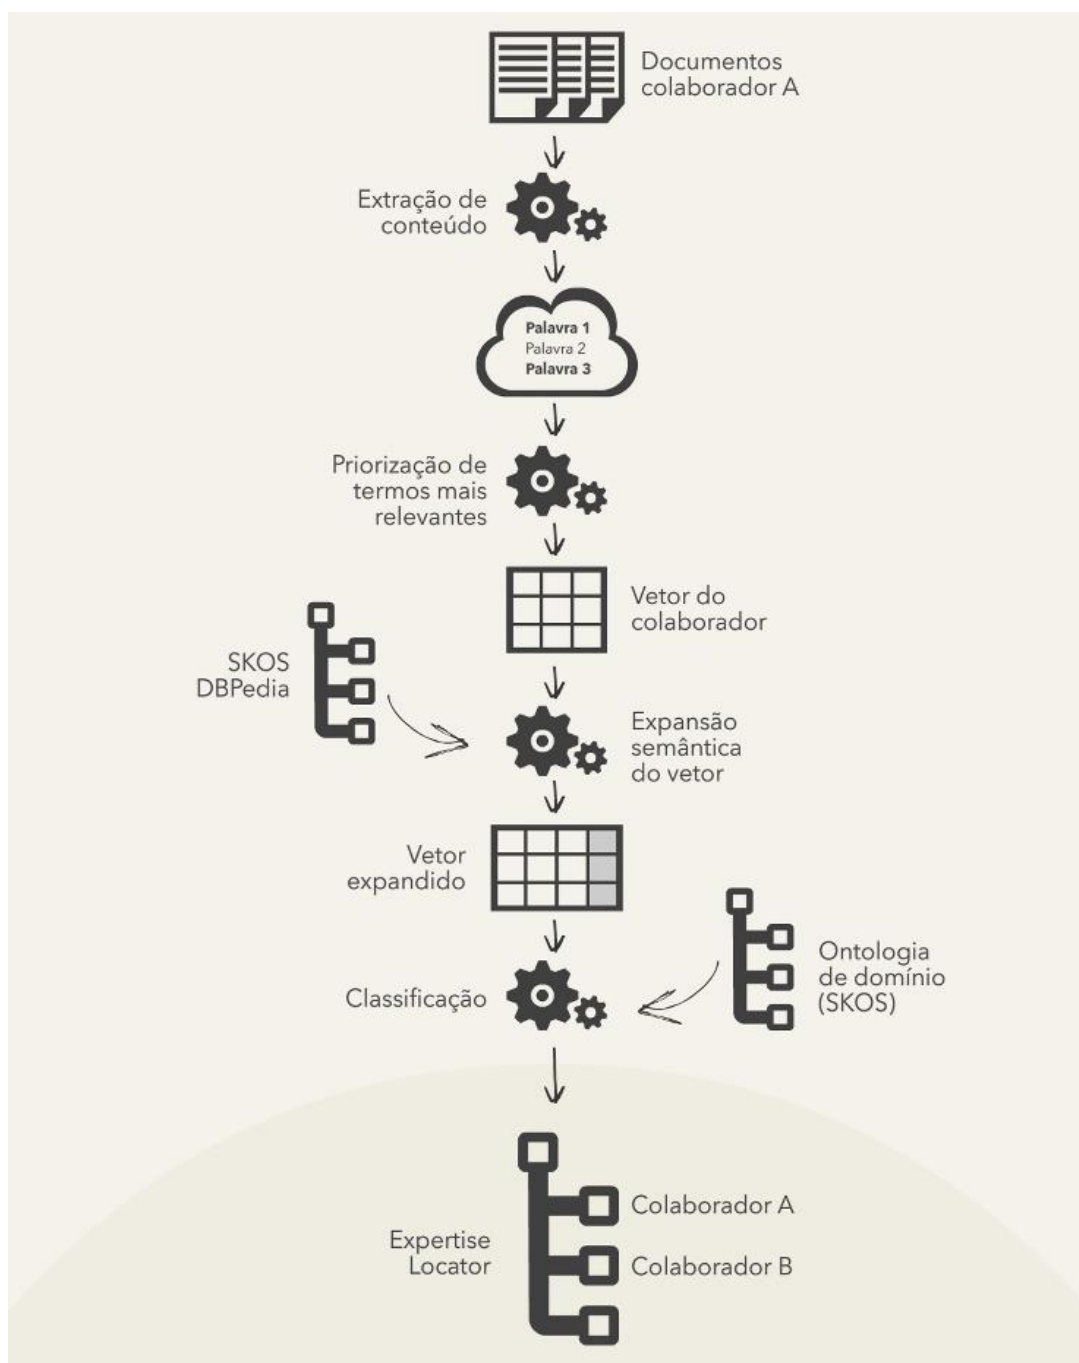 Documentos
colaborador A
Extração de
conteúdo
Palavra 1
Palavra 2
Palavra 3
Priorização de
termos mais
relevantes
Vetor do
colaborador
SKOS
DBPedia
Expansão
semântica
do vetor
Vetor
expandido
Ontologia
de domínio
(SKOS)
Classificação
Colaborador A
Expertise
Locator
Colaborador B